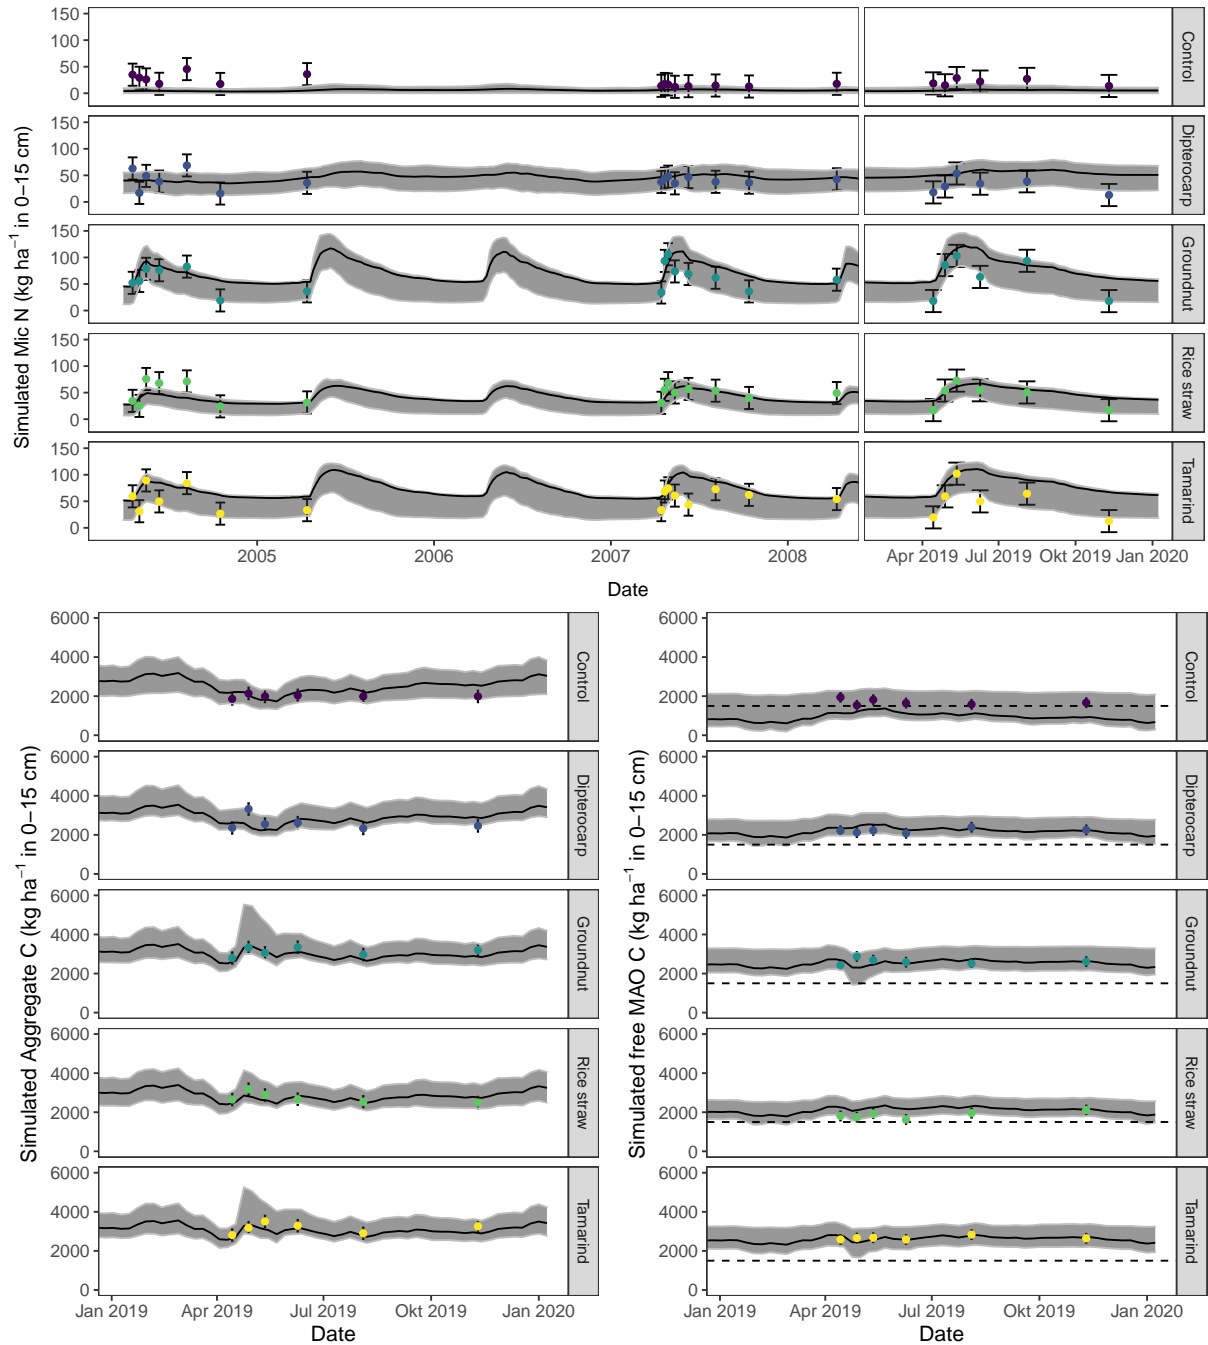 Simulated Mic N (kg ha⁻¹ in 0−15 cm)
150
100
50
0
Control
150
100
50
0
Dipterocarp
150
100
50
0
Groundnut
150
100
50
0
Rice straw
150
100
50
0
Tamarind
2005 2006 2007 2008 Apr 2019 Jul 2019 Okt 2019 Jan 2020
Date
Simulated Aggregate C (kg ha⁻¹ in 0−15 cm)
6000
4000
2000
0
Control
6000
4000
2000
0
Dipterocarp
6000
4000
2000
0
Groundnut
6000
4000
2000
0
Rice straw
6000
4000
2000
0
Tamarind
Jan 2019 Apr 2019 Jul 2019 Okt 2019 Jan 2020
Date
Simulated free MAO C (kg ha⁻¹ in 0−15 cm)
6000
4000
2000
0
Control
6000
4000
2000
0
Dipterocarp
6000
4000
2000
0
Groundnut
6000
4000
2000
0
Rice straw
6000
4000
2000
0
Tamarind
Jan 2019 Apr 2019 Jul 2019 Okt 2019 Jan 2020
Date